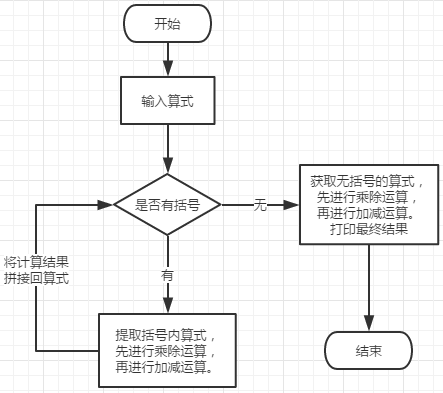 开始
输入算式
是否有括号
无
获取无括号的算式，
先进行乘除运算，
再进行加减运算。
打印最终结果
有
将计算结果
拼接回算式
提取括号内算式，
先进行乘除运算，
再进行加减运算。
结束